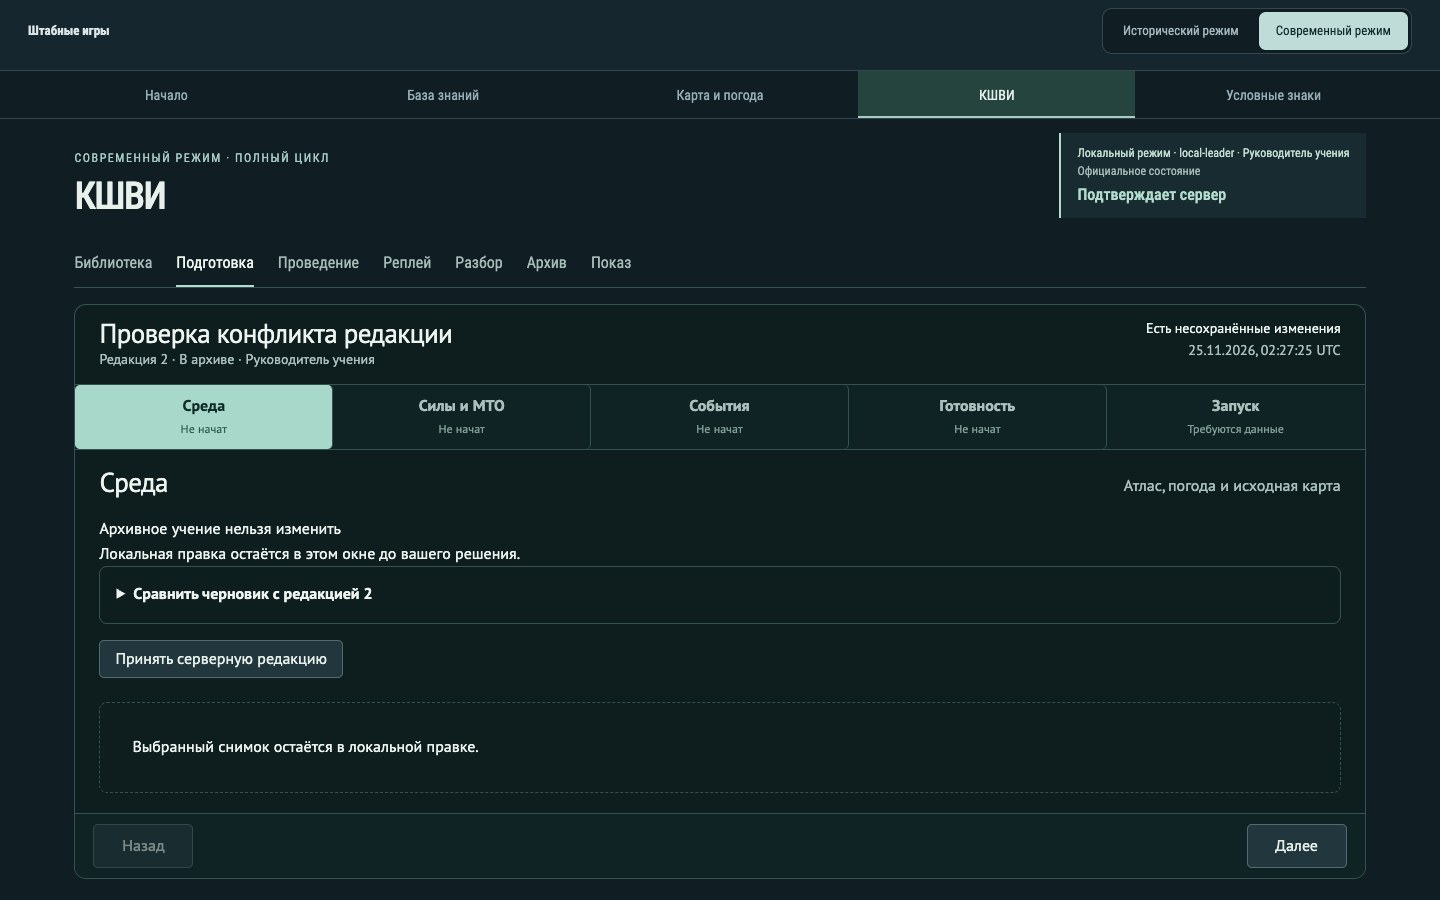 Штабные игры
Исторический режим
Современный режим
Начало
База знаний
Карта и погода
КШВИ
Условные знаки
СОВРЕМЕННЫЙ РЕЖИМ · ПОЛНЫЙ ЦИКЛ
КШВИ
Локальный режим · local-leader · Руководитель учения
Официальное состояние
Подтверждает сервер
Библиотека
Подготовка
Проведение
Реплей
Разбор
Архив
Показ
Проверка конфликта редакции
Редакция 2 · В архиве · Руководитель учения
Есть несохранённые изменения
25.11.2026, 02:27:25 UTC
Среда
Не начат
Силы и МТО
Не начат
События
Не начат
Готовность
Не начат
Запуск
Требуются данные
Среда
Атлас, погода и исходная карта
Архивное учение нельзя изменить
Локальная правка остаётся в этом окне до вашего решения.
Сравнить черновик с редакцией 2
Принять серверную редакцию
Выбранный снимок остаётся в локальной правке.
Назад
Далее